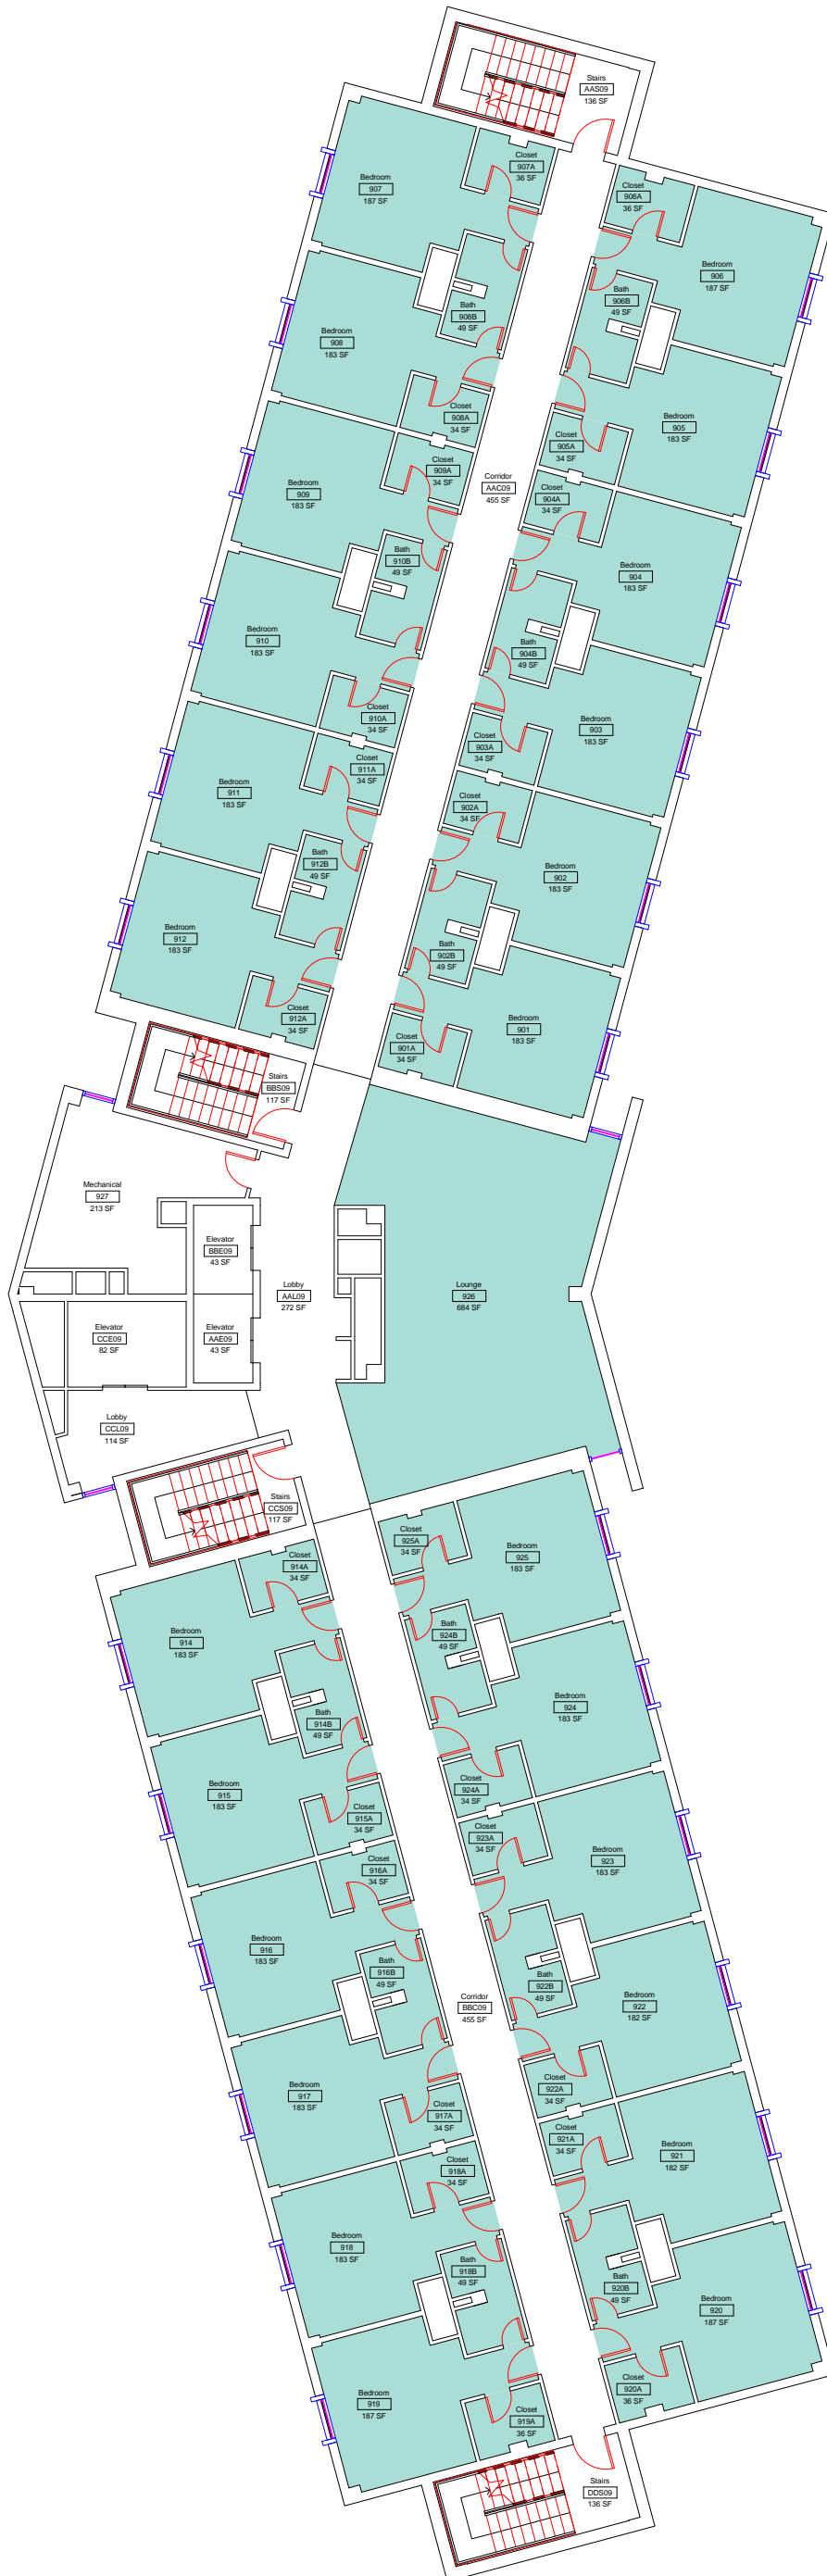 Stairs
AAS09
136 SF
Closet
907A
36 SF
Bedroom
907
187 SF
Closet
906A
36 SF
Bedroom
906
187 SF
Bath
908B
49 SF
Bath
906B
49 SF
Bedroom
908
183 SF
Closet
908A
34 SF
Bedroom
905
183 SF
Closet
905A
34 SF
Closet
909A
34 SF
Bedroom
909
183 SF
Corridor
AAC09
455 SF
Closet
904A
34 SF
Bath
910B
49 SF
Bedroom
904
183 SF
Bedroom
910
183 SF
Bath
904B
49 SF
Closet
910A
34 SF
Bedroom
903
183 SF
Closet
903A
34 SF
Closet
911A
34 SF
Bedroom
911
183 SF
Closet
902A
34 SF
Bath
912B
49 SF
Bedroom
902
183 SF
Bedroom
912
183 SF
Bath
902B
49 SF
Closet
912A
34 SF
Bedroom
901
183 SF
Closet
901A
34 SF
Stairs
BBS09
117 SF
Mechanical
927
213 SF
Elevator
BBE09
43 SF
Lobby
AAL09
272 SF
Lounge
926
684 SF
Elevator
CCE09
82 SF
Elevator
AAE09
43 SF
Lobby
CCL09
114 SF
Stairs
CCS09
117 SF
Closet
925A
34 SF
Bedroom
925
183 SF
Closet
914A
34 SF
Bedroom
914
183 SF
Bath
924B
49 SF
Bedroom
924
183 SF
Bath
914B
49 SF
Bedroom
915
183 SF
Closet
924A
34 SF
Closet
915A
34 SF
Closet
923A
34 SF
Bedroom
923
183 SF
Closet
916A
34 SF
Bedroom
916
183 SF
Bath
916B
49 SF
Bath
922B
49 SF
Corridor
BBC09
455 SF
Bedroom
922
182 SF
Bedroom
917
183 SF
Closet
922A
34 SF
Closet
917A
34 SF
Closet
921A
34 SF
Bedroom
921
182 SF
Closet
918A
34 SF
Bedroom
918
183 SF
Bath
918B
49 SF
Bath
920B
49 SF
Bedroom
920
187 SF
Bedroom
919
187 SF
Closet
920A
36 SF
Closet
919A
36 SF
Stairs
DDS09
136 SF